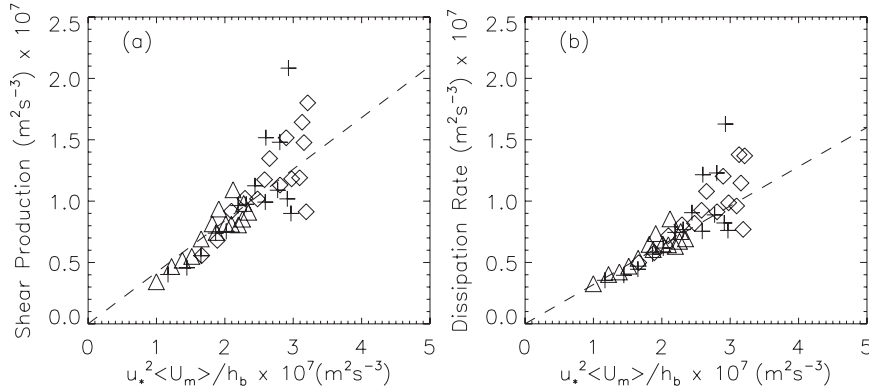 (a)
Shear Production (m²s⁻³) x 10⁷
2.5
2.0
1.5
1.0
0.5
0.0
0 1 2 3 4 5
u*²<Uₘ>/h_b x 10⁷(m²s⁻³)
(b)
Dissipation Rate (m²s⁻³) x 10⁷
2.5
2.0
1.5
1.0
0.5
0.0
0 1 2 3 4 5
u*²<Uₘ>/h_b x 10⁷(m²s⁻³)